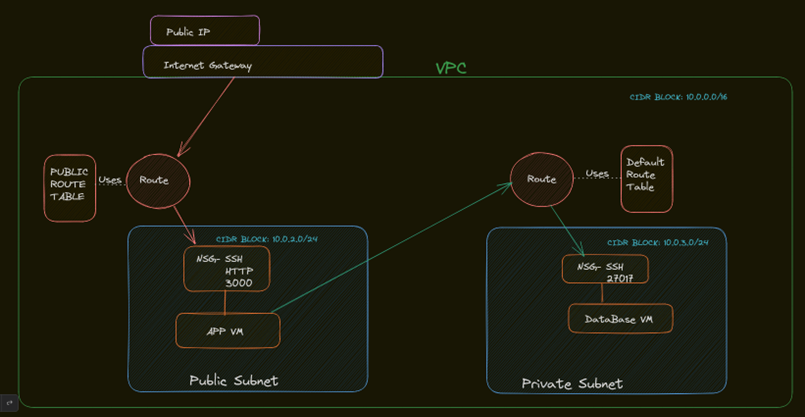 Public IP
Internet Gateway
VPC
CIDR BLOCK: 10.0.0.0/16
PUBLIC
ROUTE
TABLE
Uses
Route
Route
Uses
Default
Route
Table
CIDR BLOCK: 10.0.2.0/24
NSG- SSH
HTTP
3000
APP VM
Public Subnet
CIDR BLOCK: 10.0.3.0/24
NSG- SSH
27017
DataBase VM
Private Subnet